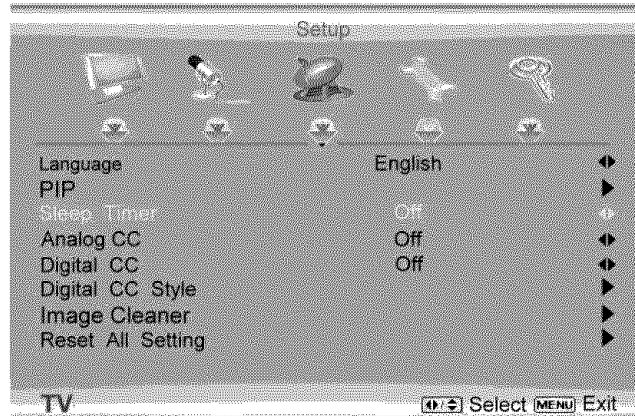 Setup
Language English
PIP
Sleep Timer Off
Analog CC Off
Digital CC Off
Digital CC Style
Image Cleaner
Reset All Setting
TV Select MENU Exit